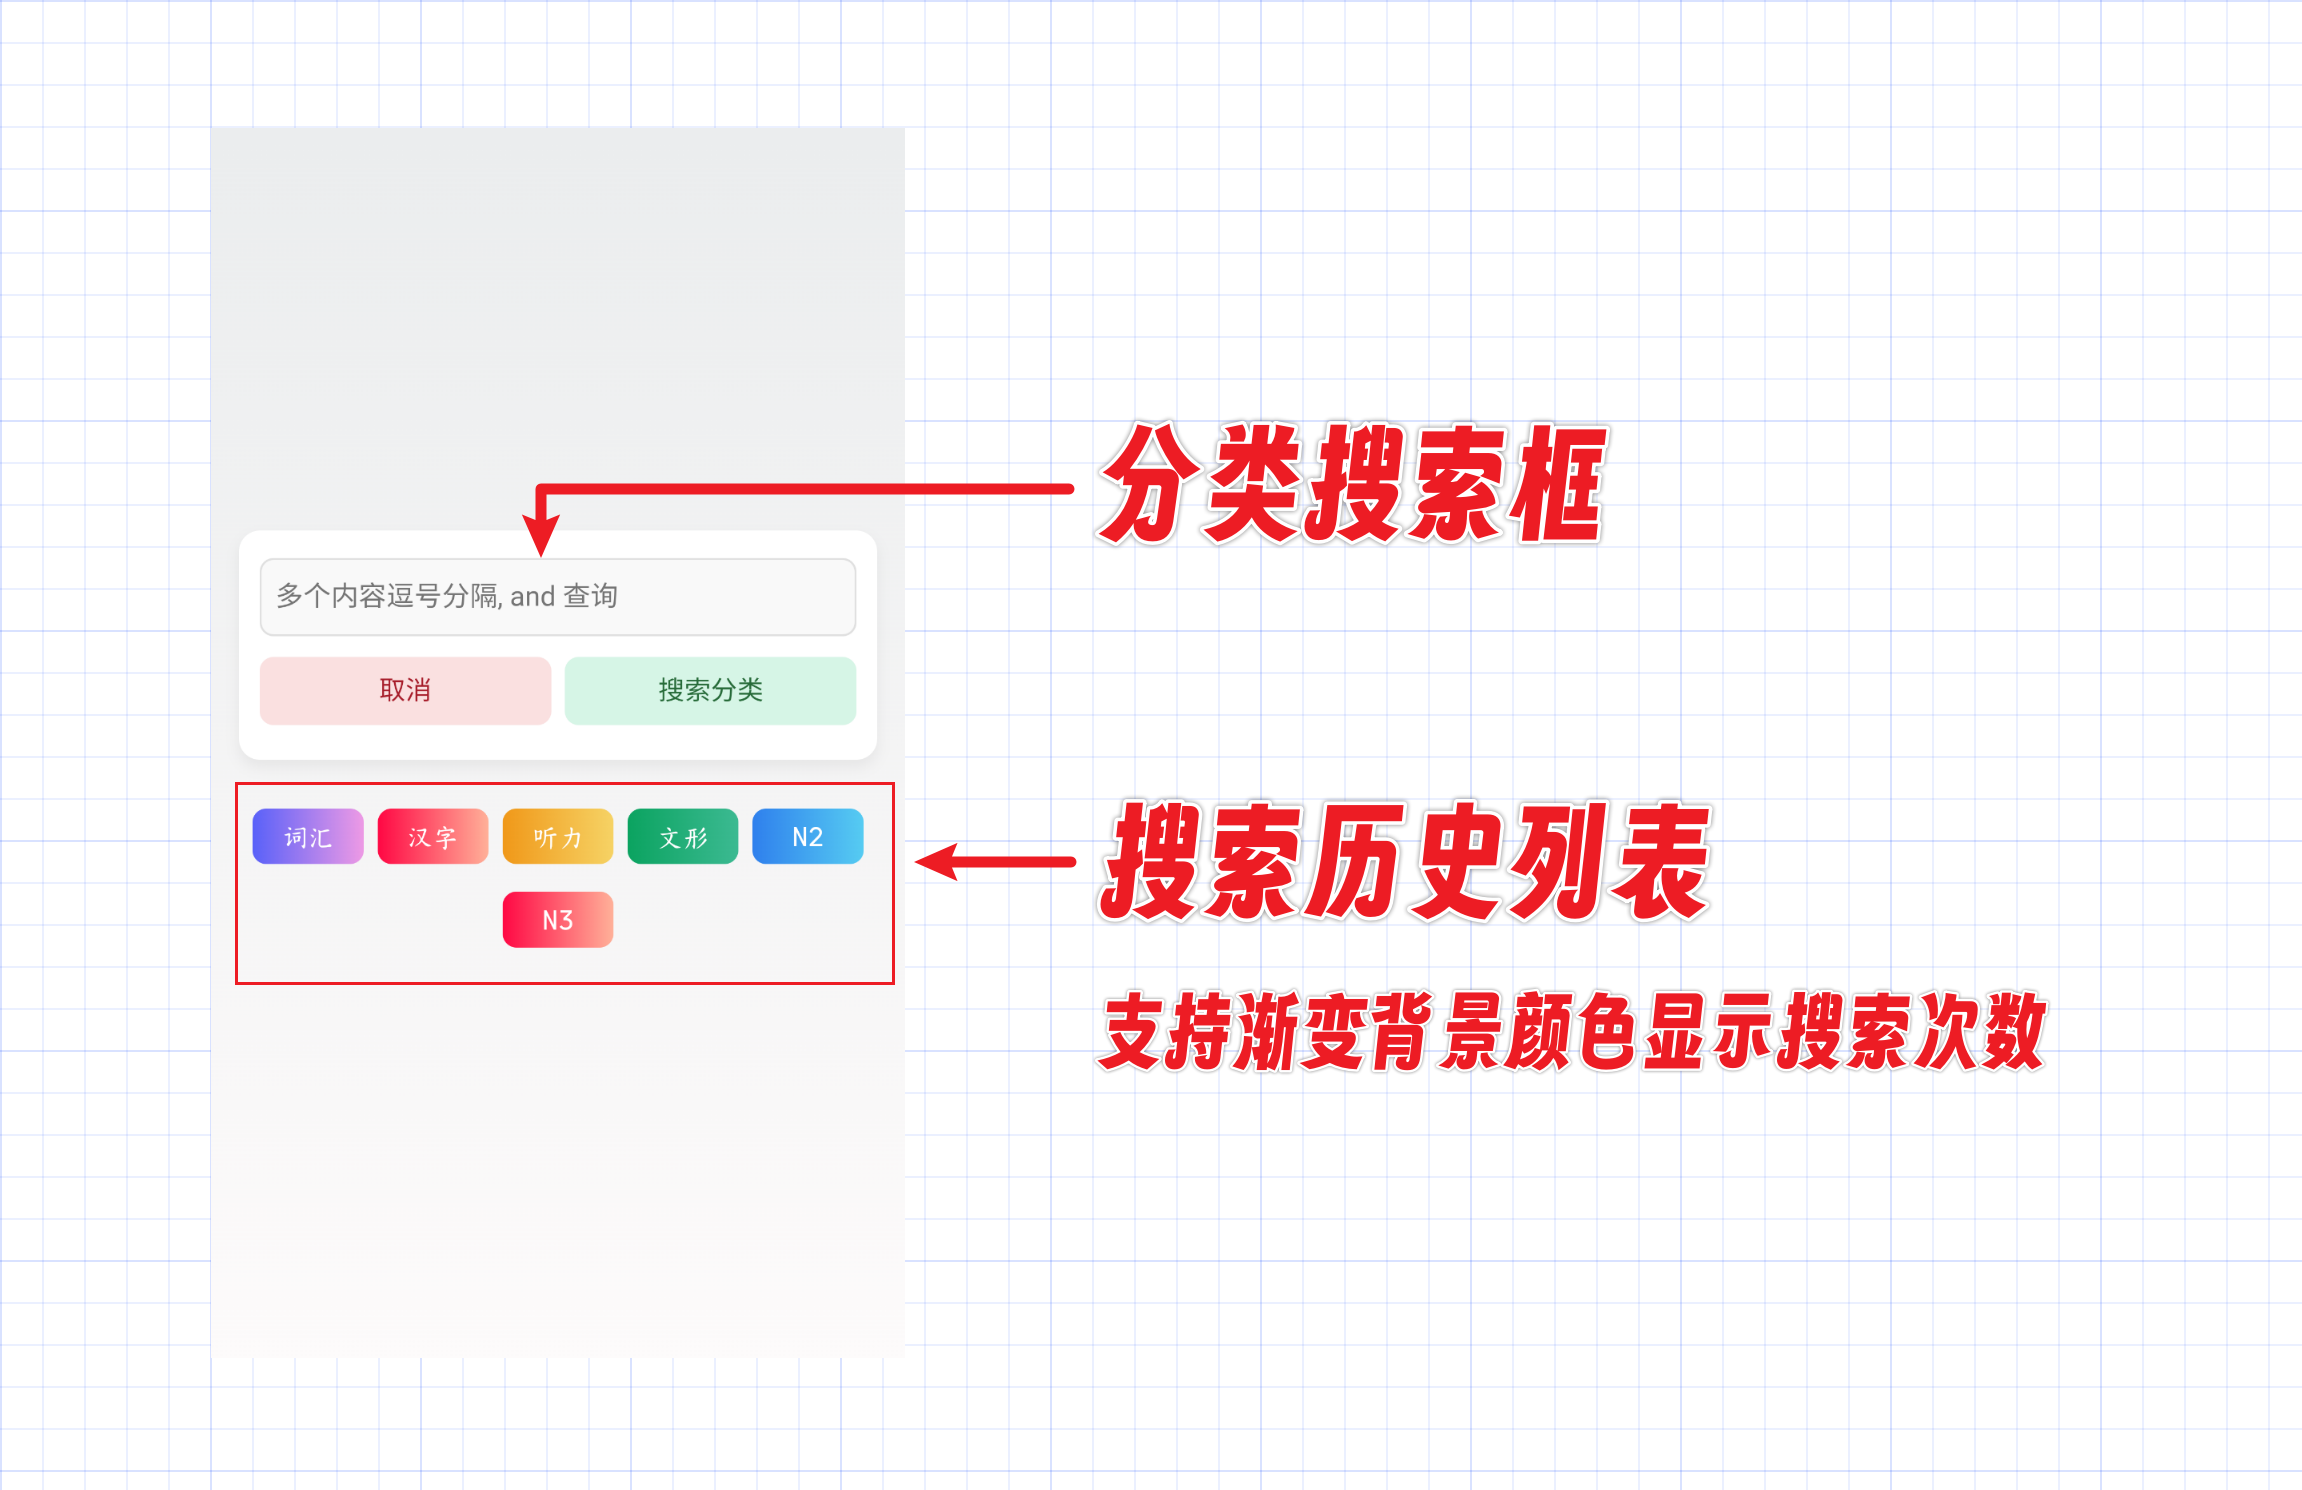 分类搜索框
多个内容逗号分隔, and 查询
取消 搜索分类
搜索历史列表
词汇 汉字 听力 文形 N2
N3
支持渐变背景颜色显示搜索次数